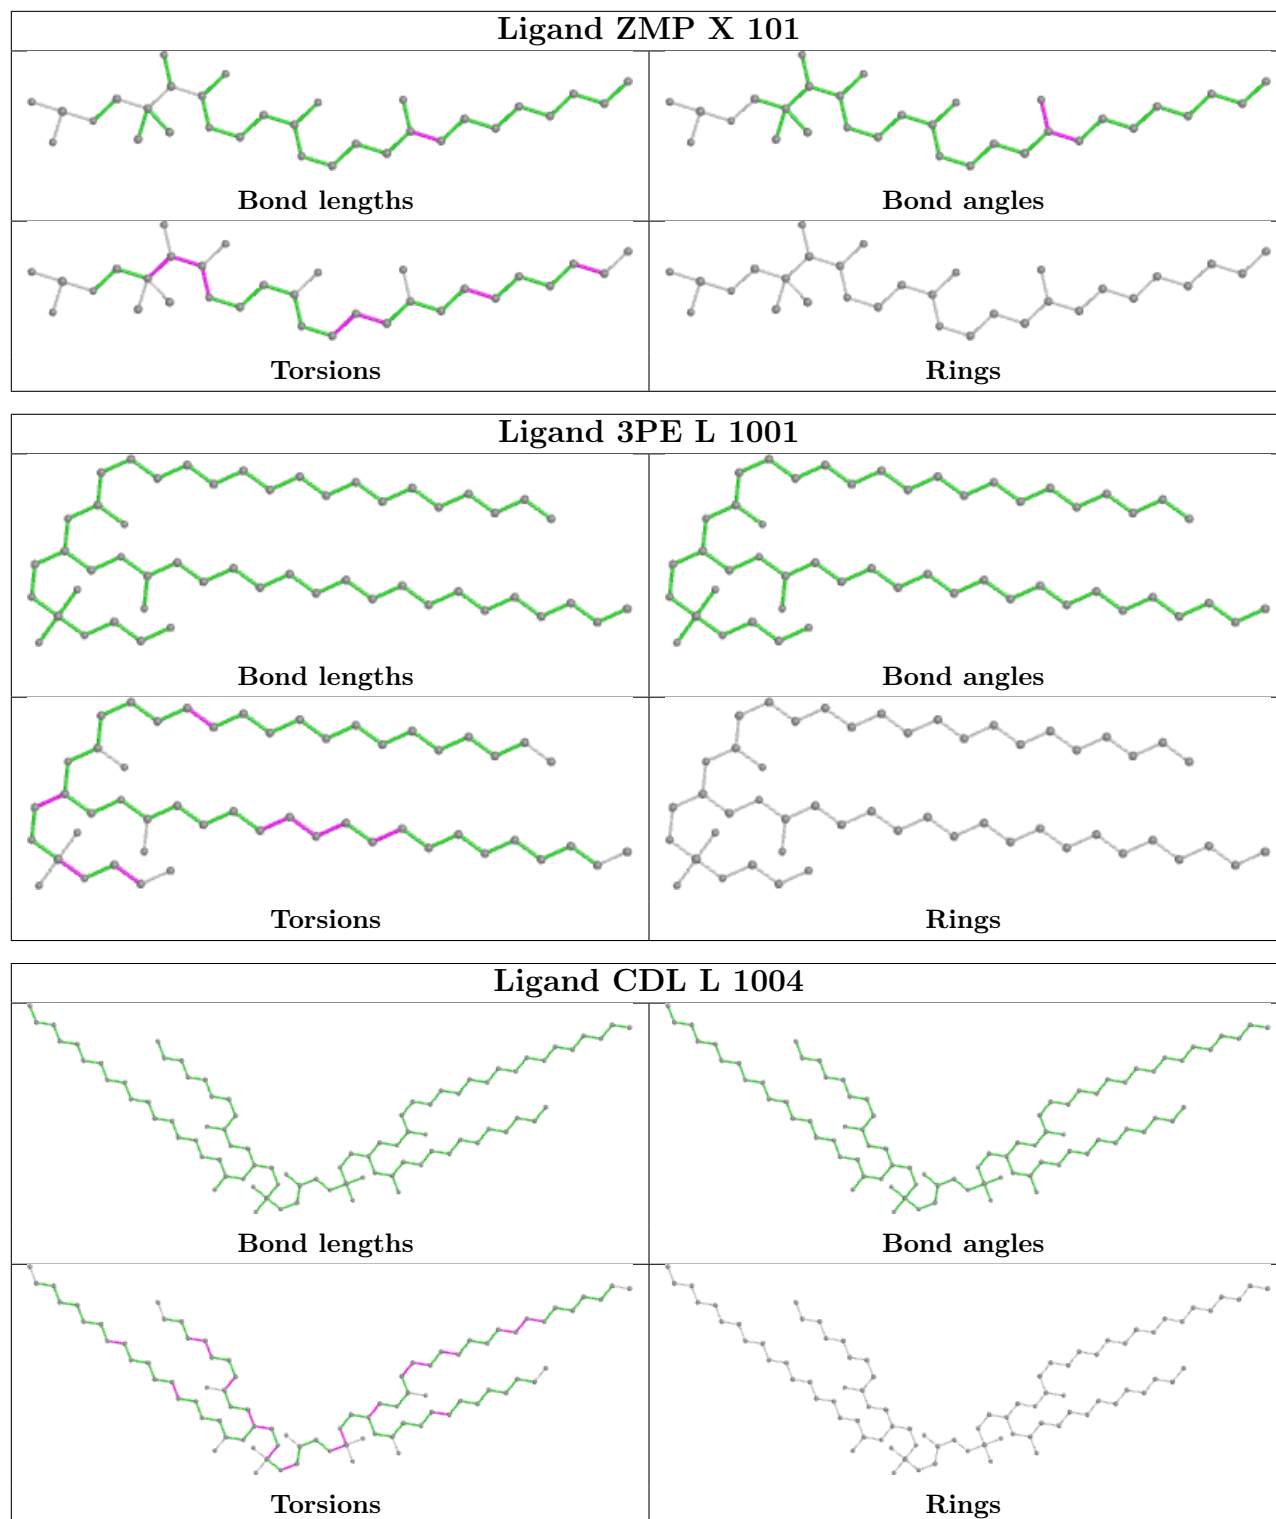 Ligand ZMP X 101
Bond lengths
Bond angles
Torsions
Rings
Ligand 3PE L 1001
Bond lengths
Bond angles
Torsions
Rings
Ligand CDL L 1004
Bond lengths
Bond angles
Torsions
Rings